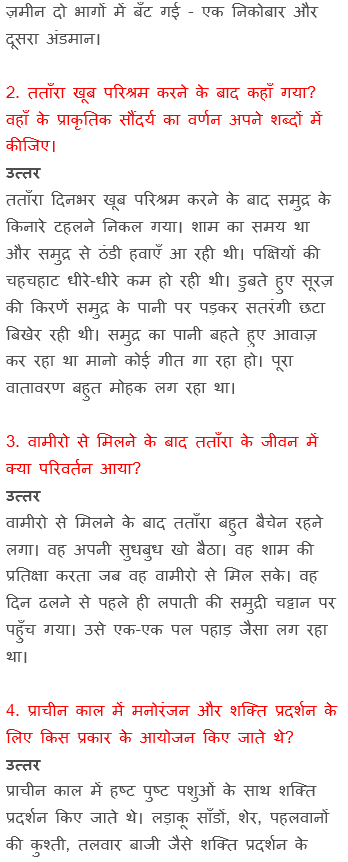 ज़मीन दो भागों में बँट गई - एक निकोबार और
दूसरा अंडमान।
2. तताँरा खूब परिश्रम करने के बाद कहाँ गया?
वहाँ के प्राकृतिक सौंदर्य का वर्णन अपने शब्दों में
कीजिए।
उत्तर
तताँरा दिनभर खूब परिश्रम करने के बाद समुद्र के
किनारे टहलने निकल गया। शाम का समय था
और समुद्र से ठंडी हवाएँ आ रही थी। पक्षियों की
चहचहाट धीरे-धीरे कम हो रही थी। डुबते हुए सूरज़
की किरणें समुद्र के पानी पर पड़कर सतरंगी छटा
बिखेर रही थी। समुद्र का पानी बहते हुए आवाज़
कर रहा था मानो कोई गीत गा रहा हो। पूरा
वातावरण बहुत मोहक लग रहा था।
3. वामीरो से मिलने के बाद तताँरा के जीवन में
क्या परिवर्तन आया?
उत्तर
वामीरो से मिलने के बाद तताँरा बहुत बैचेन रहने
लगा। वह अपनी सुधबुध खो बैठा। वह शाम की
प्रतिक्षा करता जब वह वामीरो से मिल सके। वह
दिन ढलने से पहले ही लपाती की समुद्री चट्टान पर
पहुँच गया। उसे एक-एक पल पहाड़ जैसा लग रहा
था।
4. प्राचीन काल में मनोरंजन और शक्ति प्रदर्शन के
लिए किस प्रकार के आयोजन किए जाते थे?
उत्तर
प्राचीन काल में हष्ट पुष्ट पशुओं के साथ शक्ति
प्रदर्शन किए जाते थे। लड़ाकू साँडों, शेर, पहलवानों
की कुश्ती, तलवार बाजी जैसे शक्ति प्रदर्शन के